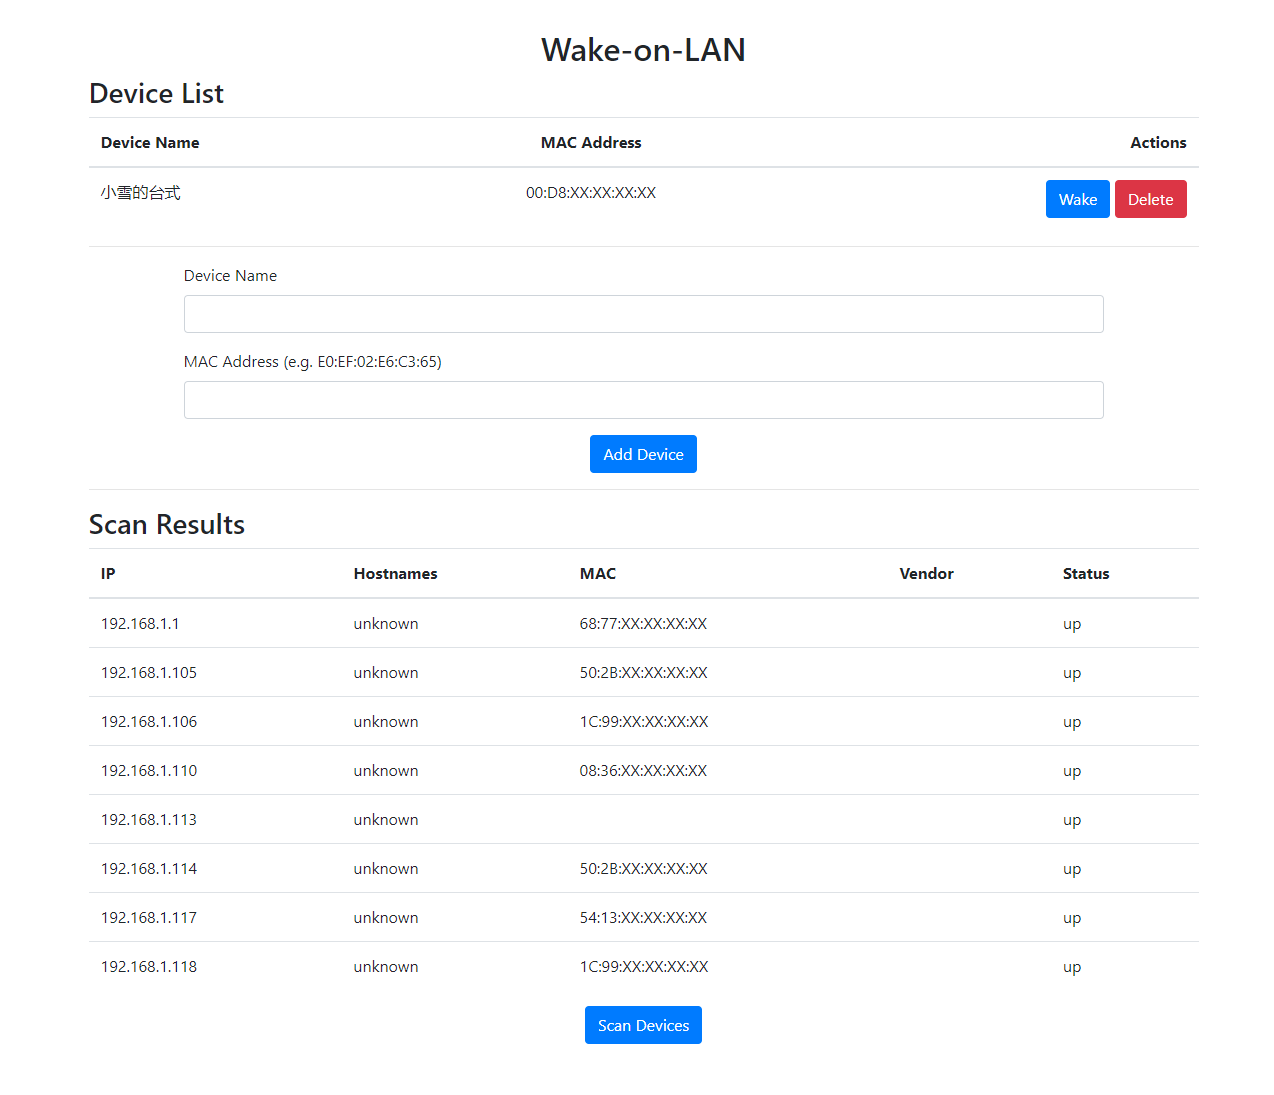 Wake-on-LAN
Device List
Device Name MAC Address Actions
小雪的台式 00:D8:XX:XX:XX:XX Wake Delete
Device Name
MAC Address (e.g. E0:EF:02:E6:C3:65)
Add Device
Scan Results
IP Hostnames MAC Vendor Status
192.168.1.1 unknown 68:77:XX:XX:XX:XX up
192.168.1.105 unknown 50:2B:XX:XX:XX:XX up
192.168.1.106 unknown 1C:99:XX:XX:XX:XX up
192.168.1.110 unknown 08:36:XX:XX:XX:XX up
192.168.1.113 unknown up
192.168.1.114 unknown 50:2B:XX:XX:XX:XX up
192.168.1.117 unknown 54:13:XX:XX:XX:XX up
192.168.1.118 unknown 1C:99:XX:XX:XX:XX up
Scan Devices